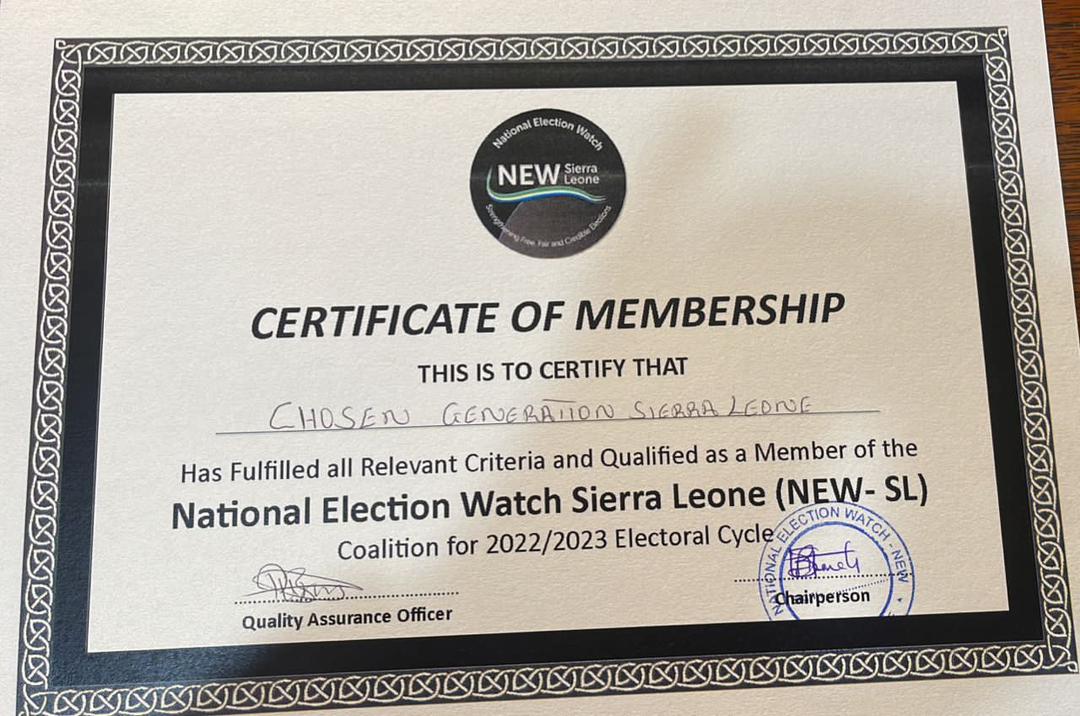 National Election Watch
NEW Sierra Leone
Strengthening Free, Fair and Credible Elections
CERTIFICATE OF MEMBERSHIP
THIS IS TO CERTIFY THAT
CHOSEN GENERATION SIERRA LEONE
Has Fulfilled all Relevant Criteria and Qualified as a Member of the
National Election Watch Sierra Leone (NEW- SL)
Coalition for 2022/2023 Electoral Cycle
NATIONAL ELECTION WATCH - NEW
Quality Assurance Officer
Chairperson